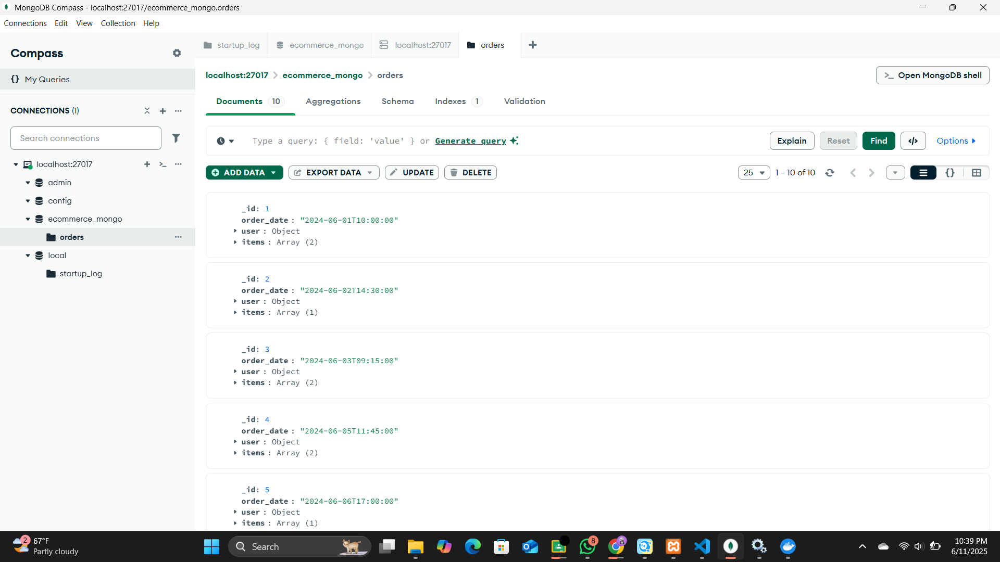 MongoDB Compass - localhost:27017/ecommerce_mongo.orders
Connections Edit View Collection Help
Compass
{} My Queries
CONNECTIONS (1)
Search connections
localhost:27017
admin
config
ecommerce_mongo
orders
local
startup_log
startup_log ecommerce_mongo localhost:27017 orders
localhost:27017 > ecommerce_mongo > orders
>_ Open MongoDB shell
Documents 10 Aggregations Schema Indexes 1 Validation
Type a query: { field: 'value' } or Generate query
Explain Reset Find </> Options
ADD DATA EXPORT DATA UPDATE DELETE
25 1 – 10 of 10 {}
_id: 1
order_date : "2024-06-01T10:00:00"
user : Object
items : Array (2)
_id: 2
order_date : "2024-06-02T14:30:00"
user : Object
items : Array (1)
_id: 3
order_date : "2024-06-03T09:15:00"
user : Object
items : Array (2)
_id: 4
order_date : "2024-06-05T11:45:00"
user : Object
items : Array (2)
_id: 5
order_date : "2024-06-06T17:00:00"
user : Object
items : Array (1)
2
67°F
Partly cloudy
Search
8
10:39 PM
6/11/2025